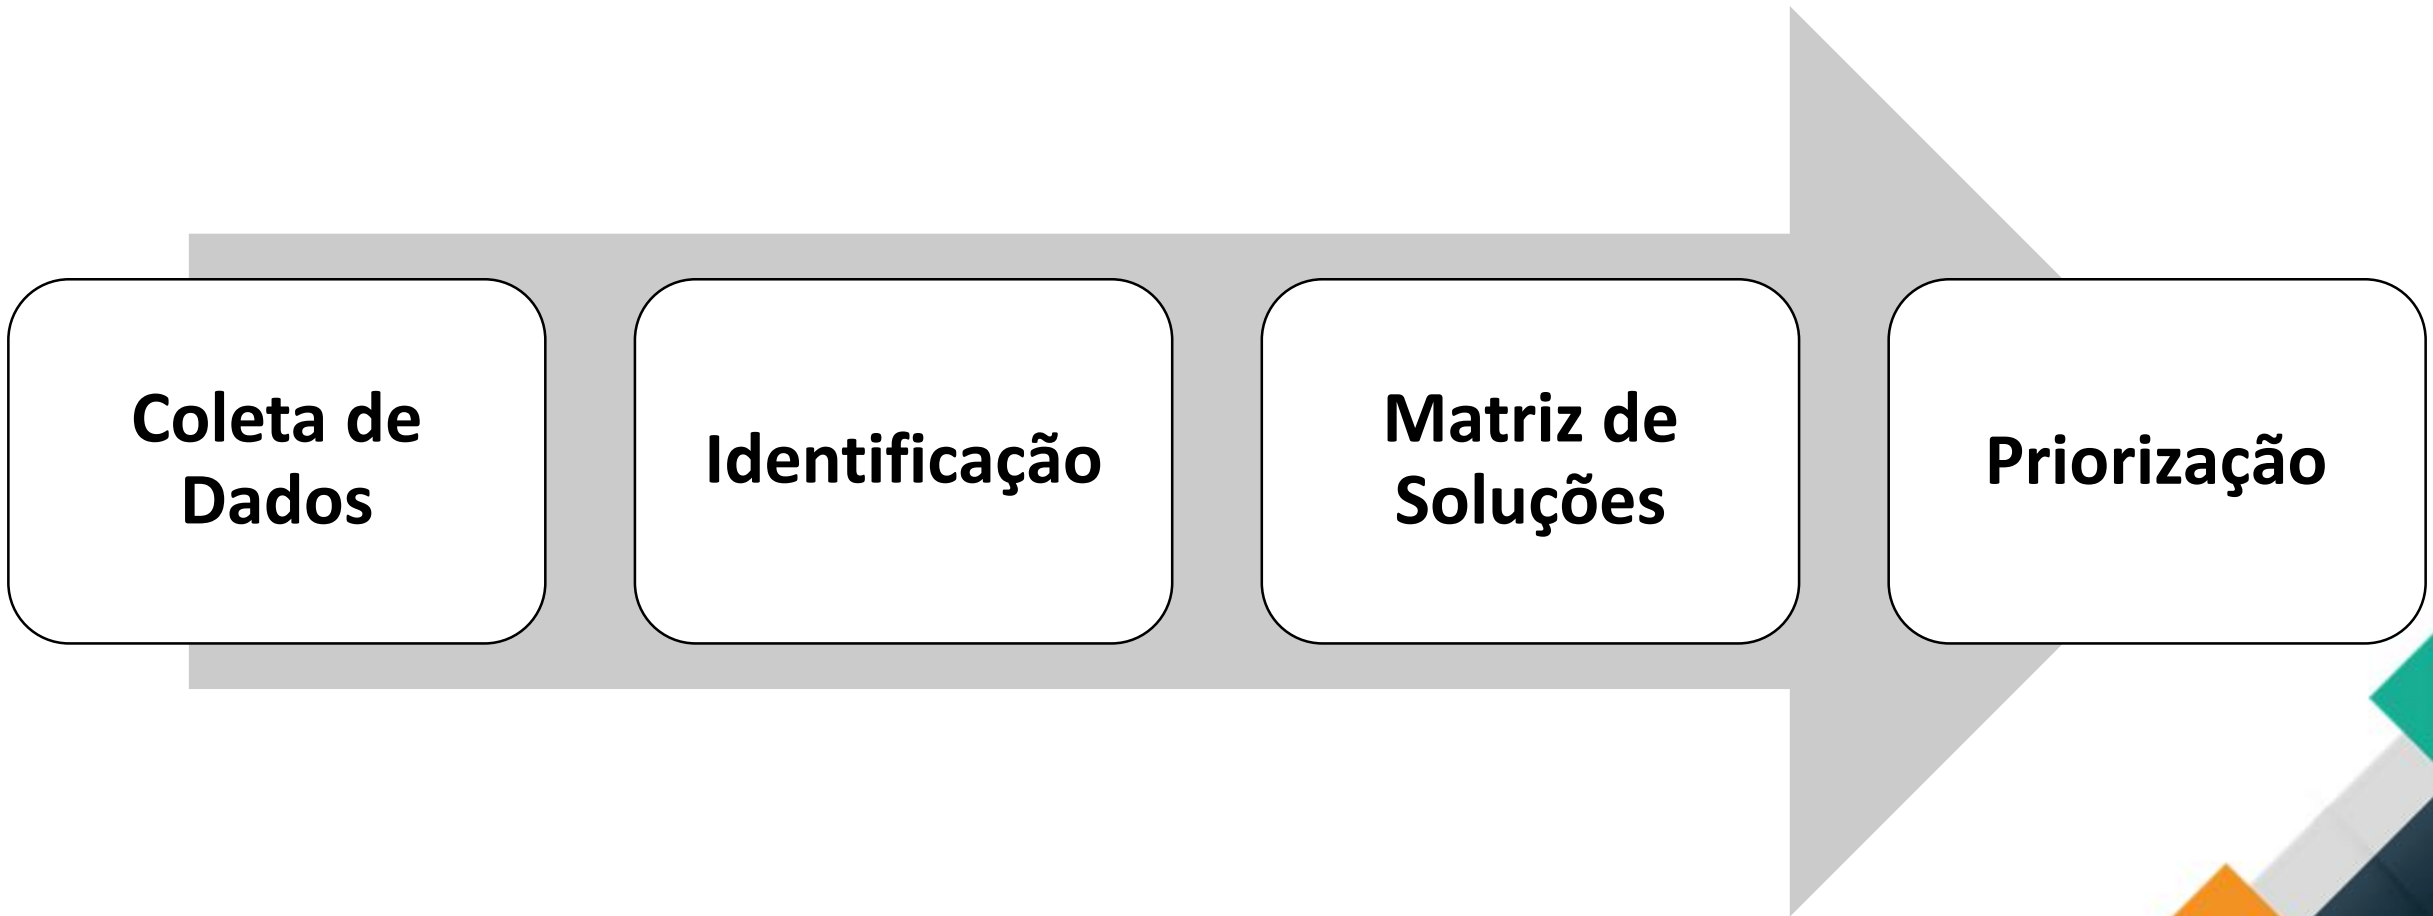 Coleta de
Dados
Identificação
Matriz de
Soluções
Priorização